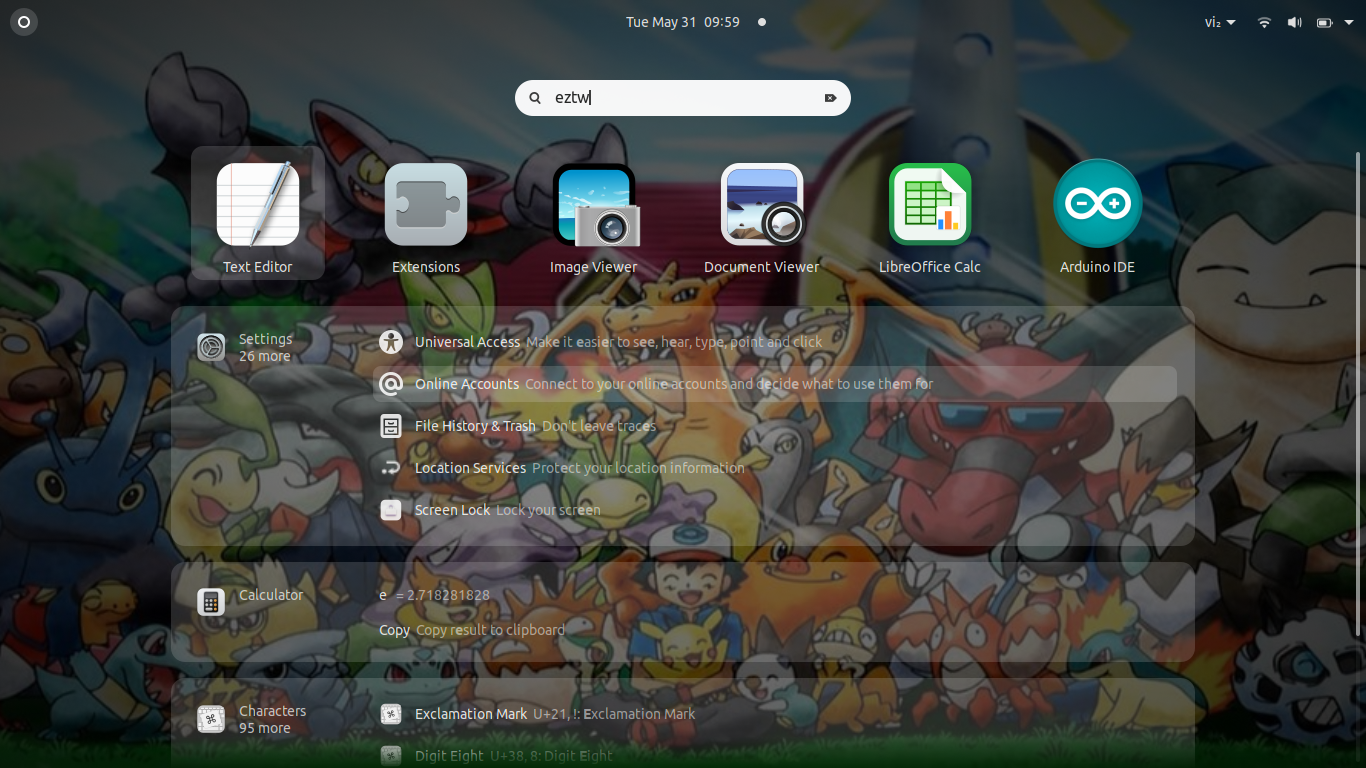 Tue May 31 09:59
vi₂
eztw
Text Editor
Extensions
Image Viewer
Document Viewer
LibreOffice Calc
Arduino IDE
Settings
26 more
Universal Access Make it easier to see, hear, type, point and click
Online Accounts Connect to your online accounts and decide what to use them for
File History & Trash Don't leave traces
Location Services Protect your location information
Screen Lock Lock your screen
Calculator
e = 2.718281828
Copy Copy result to clipboard
Characters
95 more
Exclamation Mark U+21, !: Exclamation Mark
Digit Eight U+38, 8: Digit Eight